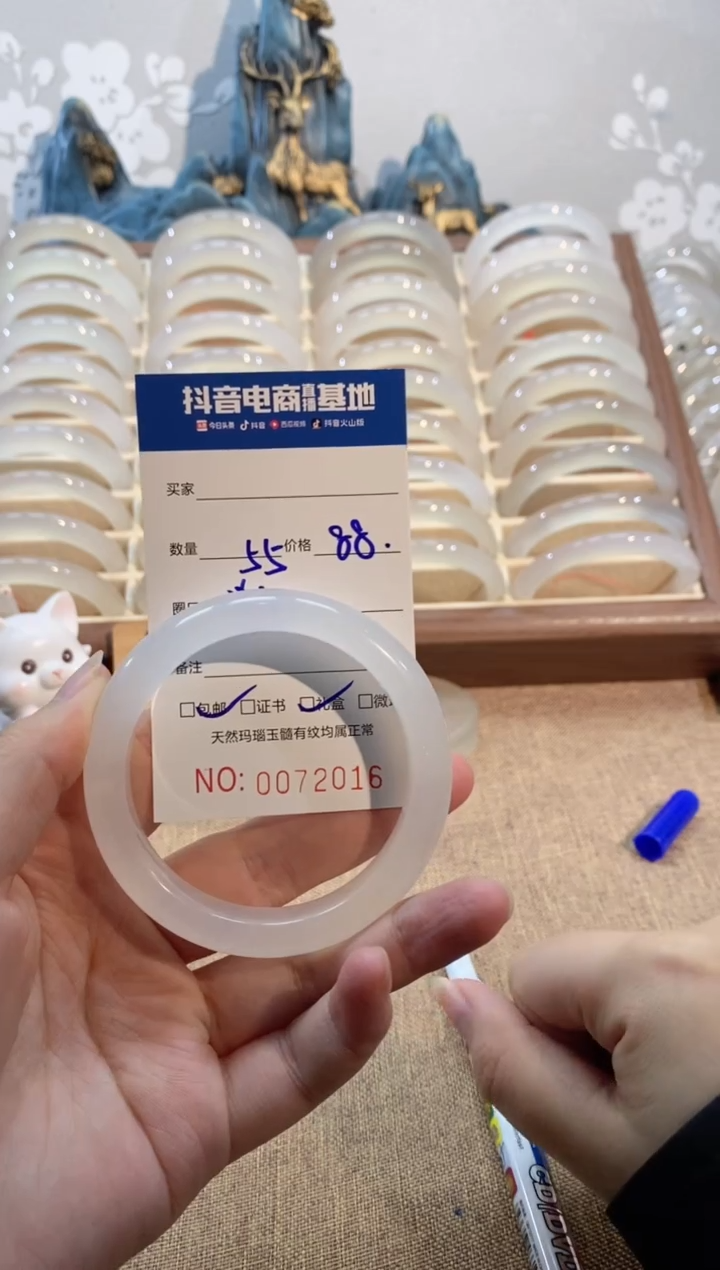 抖音电商直播基地
今日头条 抖音 西瓜视频 抖音火山版
买家
数量 55 价格 88.
圈口
备注
包邮 ✓ 证书 礼盒 ✓ 微
天然玛瑙玉髓有纹均属正常
NO: 0072016
CD/DVD